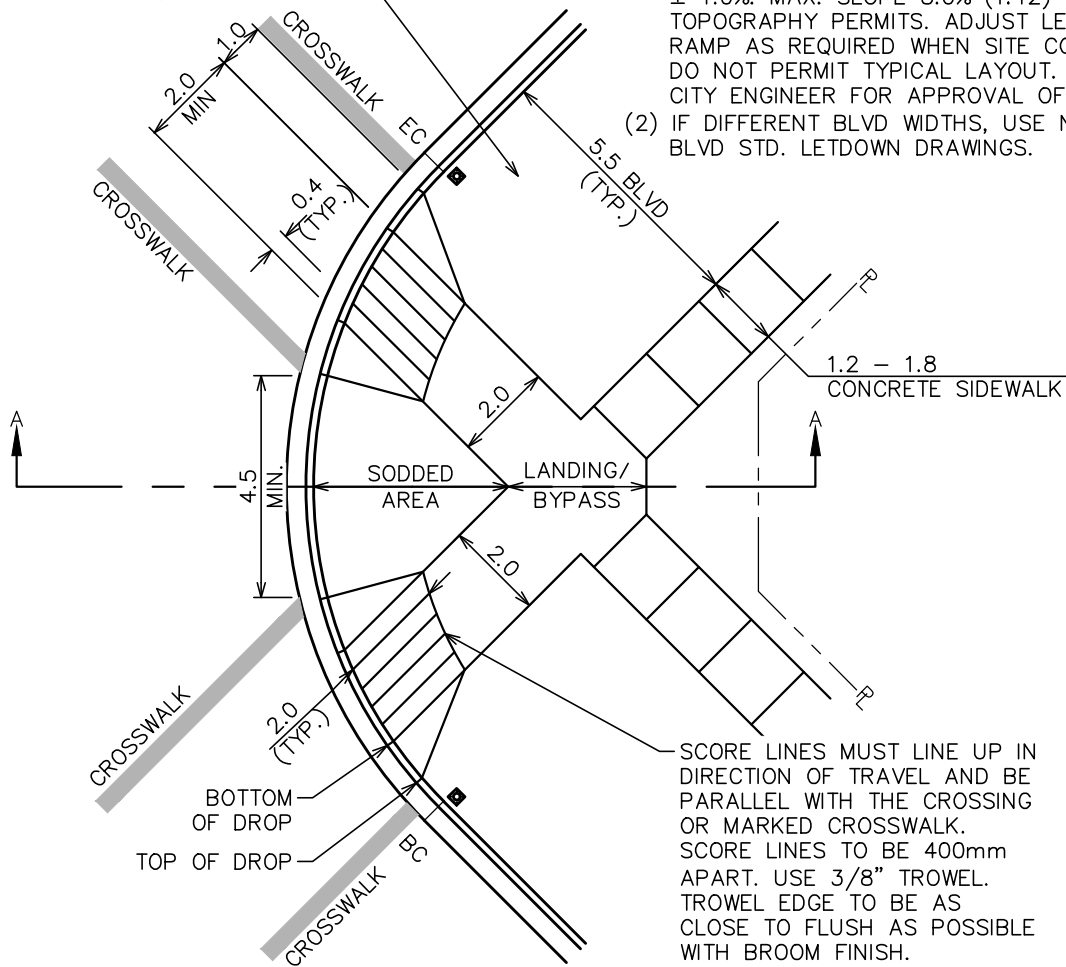 ± 1.0%. MAX. SLOPE 8.0% (1:12)
TOPOGRAPHY PERMITS. ADJUST
RAMP AS REQUIRED WHEN SITE
DO NOT PERMIT TYPICAL LAYOUT.
CITY ENGINEER FOR APPROVAL OF
(2) IF DIFFERENT BLVD WIDTHS, USE
BLVD STD. LETDOWN DRAWINGS.
CROSSWALK
1.0
2.0
MIN
EC
0.4
(TYP.)
CROSSWALK
5.5 BLVD
(TYP.)
PL
1.2 – 1.8
CONCRETE SIDEWALK
2.0
A
A
4.5
MIN.
SODDED
AREA
LANDING/
BYPASS
2.0
CROSSWALK
2.0
(TYP.)
PL
BOTTOM
OF DROP
TOP OF DROP
BC
CROSSWALK
SCORE LINES MUST LINE UP IN
DIRECTION OF TRAVEL AND BE
PARALLEL WITH THE CROSSING
OR MARKED CROSSWALK.
SCORE LINES TO BE 400mm
APART. USE 3/8" TROWEL.
TROWEL EDGE TO BE AS
CLOSE TO FLUSH AS POSSIBLE
WITH BROOM FINISH.